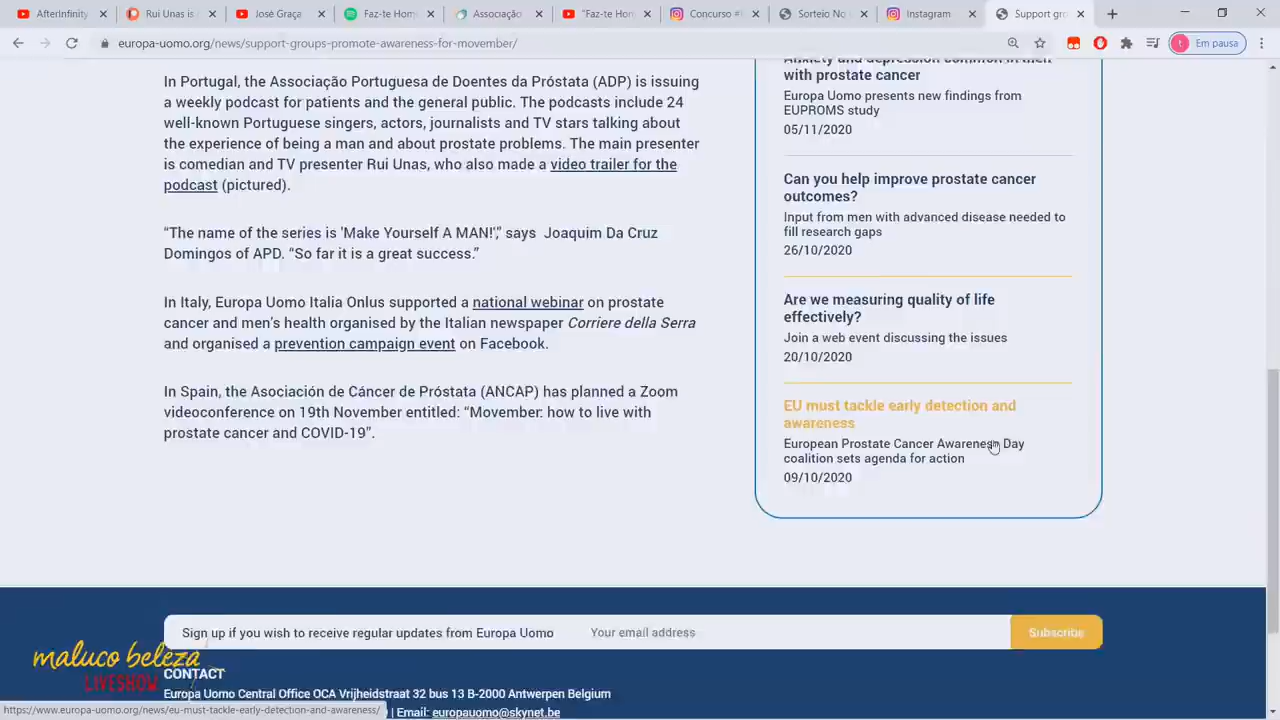 AfterInfinity
Rui Unas is
José Graça
Faz-te Hom
Associação
"Faz-te Hon
Concurso #
Sorteio No
Instagram
Support gro
europa-uomo.org/news/support-groups-promote-awareness-for-movember/
t
Em pausa
In Portugal, the Associação Portuguesa de Doentes da Próstata (ADP) is issuing
a weekly podcast for patients and the general public. The podcasts include 24
well-known Portuguese singers, actors, journalists and TV stars talking about
the experience of being a man and about prostate problems. The main presenter
is comedian and TV presenter Rui Unas, who also made a video trailer for the
podcast (pictured).
“The name of the series is 'Make Yourself A MAN!',” says Joaquim Da Cruz
Domingos of APD. “So far it is a great success.”
In Italy, Europa Uomo Italia Onlus supported a national webinar on prostate
cancer and men’s health organised by the Italian newspaper Corriere della Serra
and organised a prevention campaign event on Facebook.
In Spain, the Asociación de Cáncer de Próstata (ANCAP) has planned a Zoom
videoconference on 19th November entitled: “Movember: how to live with
prostate cancer and COVID-19”.
Anxiety and depression common in men
with prostate cancer
Europa Uomo presents new findings from
EUPROMS study
05/11/2020
Can you help improve prostate cancer
outcomes?
Input from men with advanced disease needed to
fill research gaps
26/10/2020
Are we measuring quality of life
effectively?
Join a web event discussing the issues
20/10/2020
EU must tackle early detection and
awareness
European Prostate Cancer Awareness Day
coalition sets agenda for action
09/10/2020
Sign up if you wish to receive regular updates from Europa Uomo
Your email address
Subscribe
maluco beleza
LIVESHOW
CONTACT
Europa Uomo Central Office OCA Vrijheidstraat 32 bus 13 B-2000 Antwerpen Belgium
| Email: europauomo@skynet.be
https://www.europa-uomo.org/news/eu-must-tackle-early-detection-and-awareness/